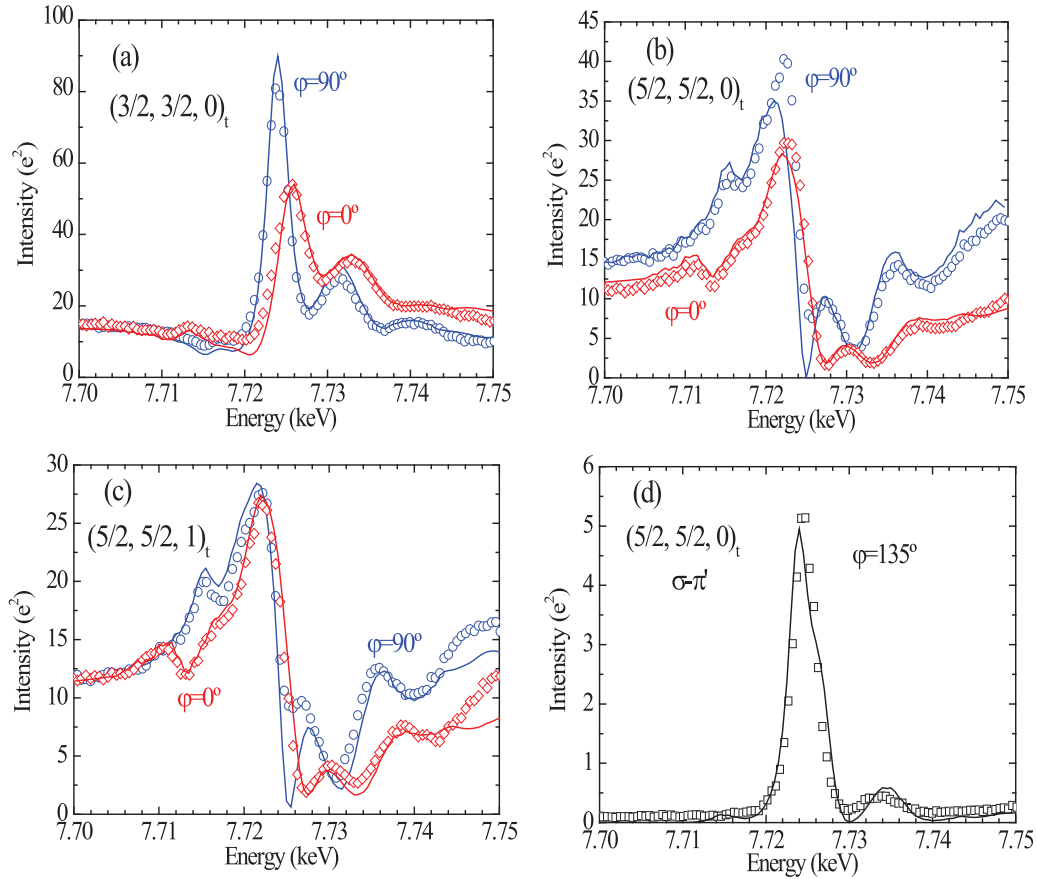 (a)
(3/2, 3/2, 0)t
φ=90º
φ=0º
Intensity (e²)
100
80
60
40
20
0
7.70 7.71 7.72 7.73 7.74 7.75
Energy (keV)
(b)
(5/2, 5/2, 0)t
φ=90º
φ=0º
Intensity (e²)
45
40
35
30
25
20
15
10
5
0
7.70 7.71 7.72 7.73 7.74 7.75
Energy (keV)
(c)
(5/2, 5/2, 1)t
φ=90º
φ=0º
Intensity (e²)
30
25
20
15
10
5
0
7.70 7.71 7.72 7.73 7.74 7.75
Energy (keV)
(d)
(5/2, 5/2, 0)t
φ=135º
σ-π'
Intensity (e²)
6
5
4
3
2
1
0
7.70 7.71 7.72 7.73 7.74 7.75
Energy (keV)